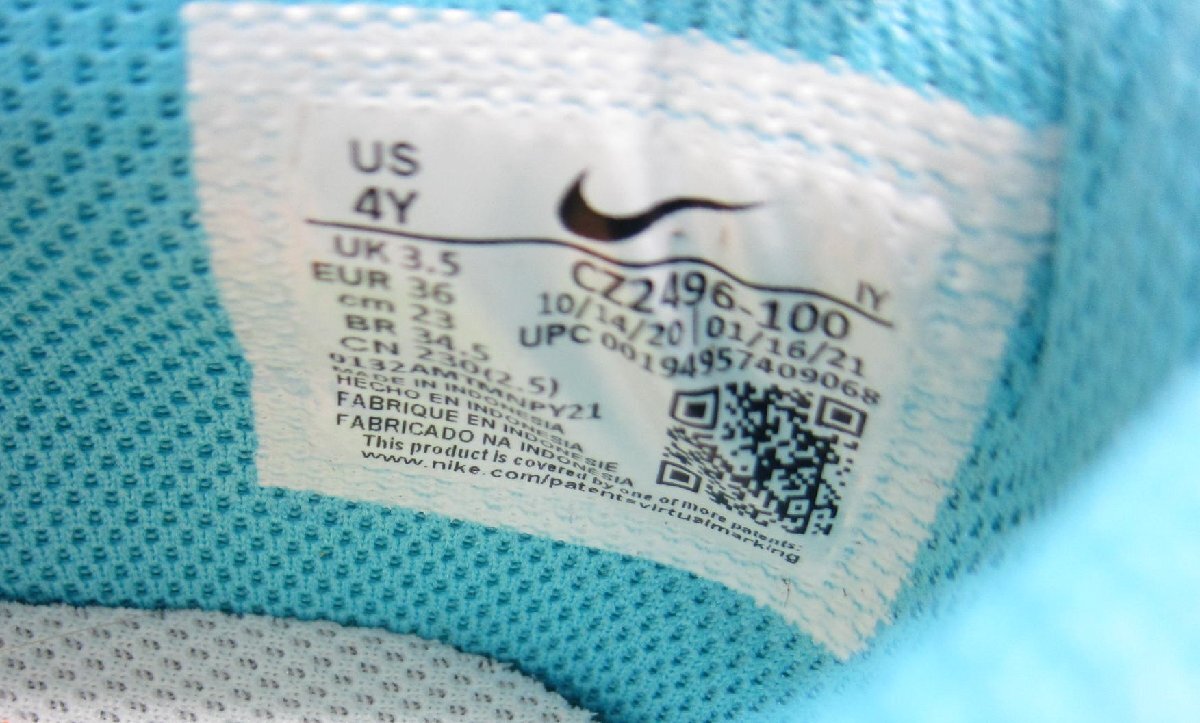 US
4Y
UK 3.5
EUR 36
cm 23
BR 34.5
CN 230(2.5)
0132AMTMNPY21
MADE IN INDONESIA
HECHO EN INDONESIA
FABRIQUE EN INDONESIE
FABRICADO NA INDONESIA
This product is covered by one or more patents:
www.nike.com/patentsvirtualmarking
IY
CZ2496-100
10/14/20 01/16/21
UPC 00194957409068